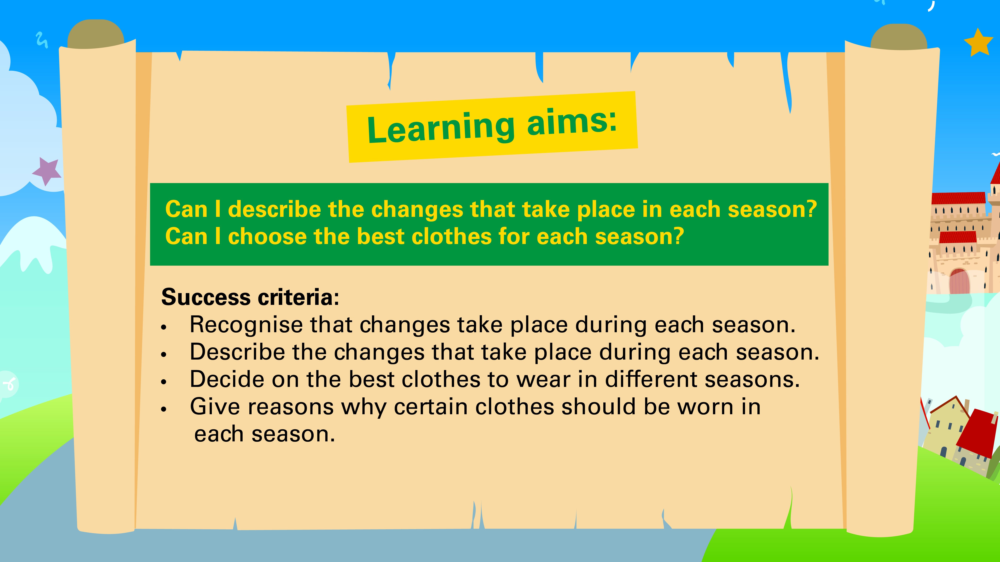 Learning aims:
Can I describe the changes that take place in each season?
Can I choose the best clothes for each season?
Success criteria:
• Recognise that changes take place during each season.
• Describe the changes that take place during each season.
• Decide on the best clothes to wear in different seasons.
• Give reasons why certain clothes should be worn in
each season.